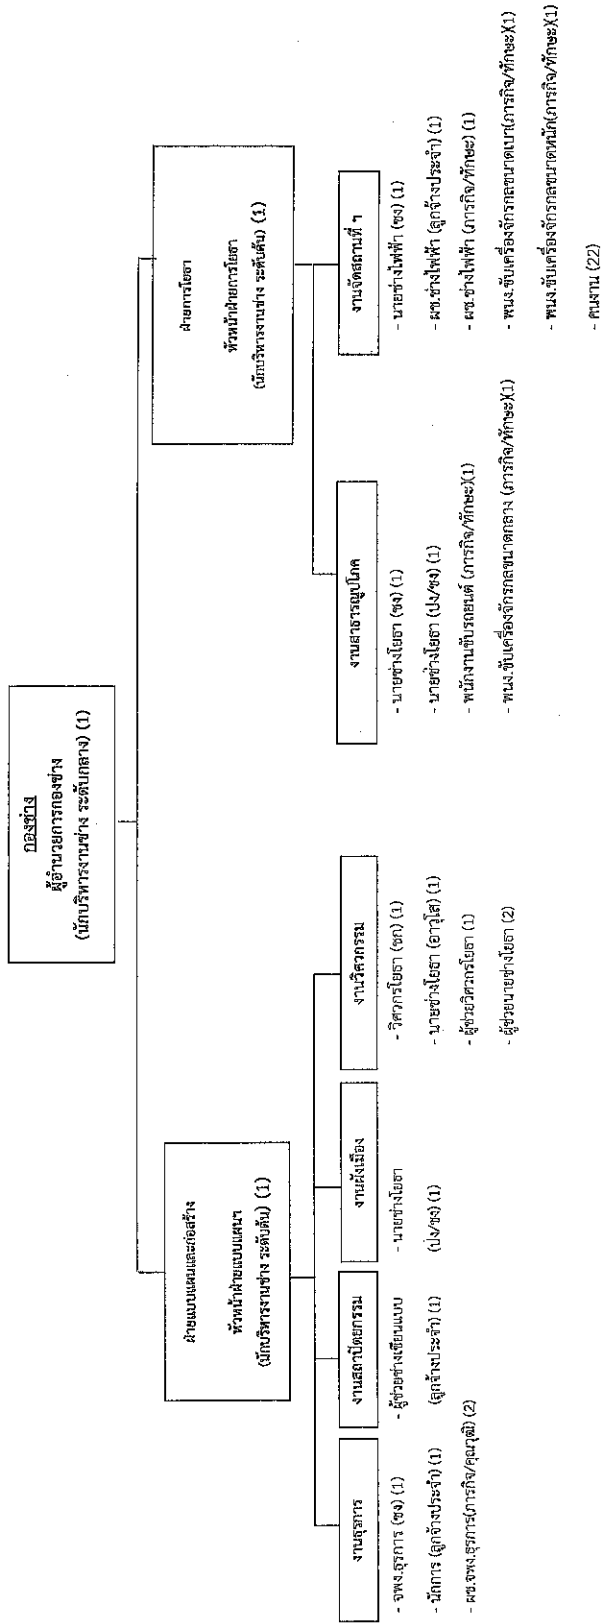 กองช่าง
ผู้อำนวยการกองช่าง
(นักบริหารงานช่าง ระดับกลาง) (1)
ฝ่ายแบบแผนและก่อสร้าง
หัวหน้าฝ่ายแบบแผนฯ
(นักบริหารงานช่าง ระดับต้น) (1)
ฝ่ายการโยธา
หัวหน้าฝ่ายการโยธา
(นักบริหารงานช่าง ระดับต้น) (1)
งานธุรการ
- จพง.ธุรการ (ชง) (1)
- นักการ (ลูกจ้างประจำ) (1)
- ผช.จพง.ธุรการ(ภารกิจ/คุณวุฒิ) (2)
งานสถาปัตยกรรม
- ผู้ช่วยช่างเขียนแบบ
(ลูกจ้างประจำ) (1)
งานผังเมือง
- นายช่างโยธา
(ปง/ชง) (1)
งานวิศวกรรม
- วิศวกรโยธา (ชก) (1)
- นายช่างโยธา (อาวุโส) (1)
- ผู้ช่วยวิศวกรโยธา (1)
- ผู้ช่วยนายช่างโยธา (2)
งานสาธารณูปโภค
- นายช่างโยธา (ชง) (1)
- นายช่างโยธา (ปง/ชง) (1)
- พนักงานขับรถยนต์ (ภารกิจ/ทักษะ)(1)
- พนง.ขับเครื่องจักรกลขนาดกลาง (ภารกิจ/ทักษะ)(1)
งานจัดสถานที่ ฯ
- นายช่างไฟฟ้า (ชง) (1)
- ผช.ช่างไฟฟ้า (ลูกจ้างประจำ) (1)
- ผช.ช่างไฟฟ้า (ภารกิจ/ทักษะ) (1)
- พนง.ขับเครื่องจักรกลขนาดเบา(ภารกิจ/ทักษะ)(1)
- พนง.ขับเครื่องจักรกลขนาดหนัก(ภารกิจ/ทักษะ)(1)
- คนงาน (22)